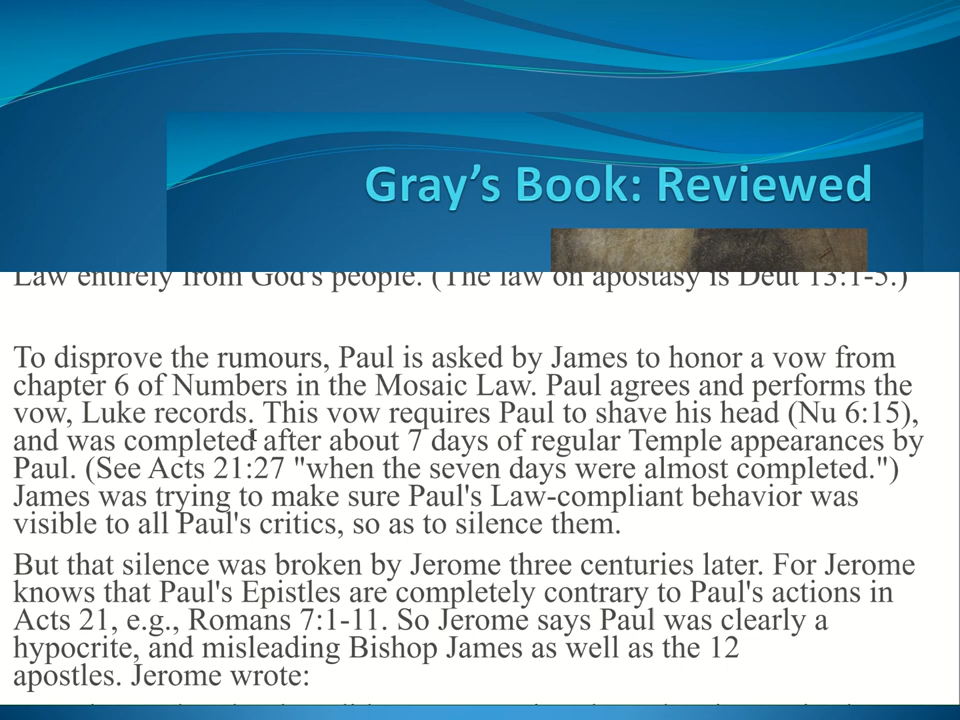 Gray's Book: Reviewed
Law entirely from God's people. (The law on apostasy is Deut 13:1-5.)
To disprove the rumours, Paul is asked by James to honor a vow from
chapter 6 of Numbers in the Mosaic Law. Paul agrees and performs the
vow, Luke records. This vow requires Paul to shave his head (Nu 6:15),
and was completed after about 7 days of regular Temple appearances by
Paul. (See Acts 21:27 "when the seven days were almost completed.")
James was trying to make sure Paul's Law-compliant behavior was
visible to all Paul's critics, so as to silence them.
But that silence was broken by Jerome three centuries later. For Jerome
knows that Paul's Epistles are completely contrary to Paul's actions in
Acts 21, e.g., Romans 7:1-11. So Jerome says Paul was clearly a
hypocrite, and misleading Bishop James as well as the 12
apostles. Jerome wrote: